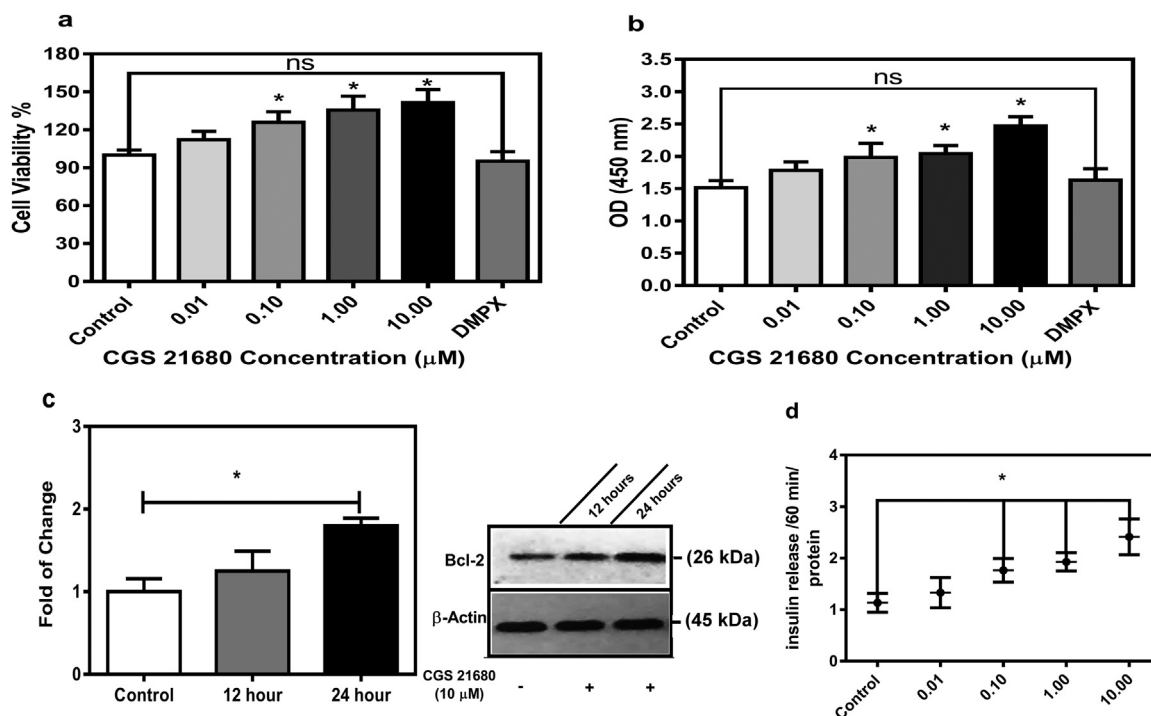 a
Cell Viability %
180
150
120
90
60
30
0
ns
*
*
*
Control
0.01
0.10
1.00
10.00
DMPX
CGS 21680 Concentration (μM)
b
OD (450 nm)
3.5
3.0
2.5
2.0
1.5
1.0
0.5
0.0
ns
*
*
*
Control
0.01
0.10
1.00
10.00
DMPX
CGS 21680 Concentration (μM)
c
Fold of Change
3
2
1
0
*
Control
12 hour
24 hour
12 hours
24 hours
Bcl-2
(26 kDa)
β-Actin
(45 kDa)
CGS 21680
(10 μM)
-
+
+
d
insulin release /60 min/
protein
4
3
2
1
0
*
Control
0.01
0.10
1.00
10.00